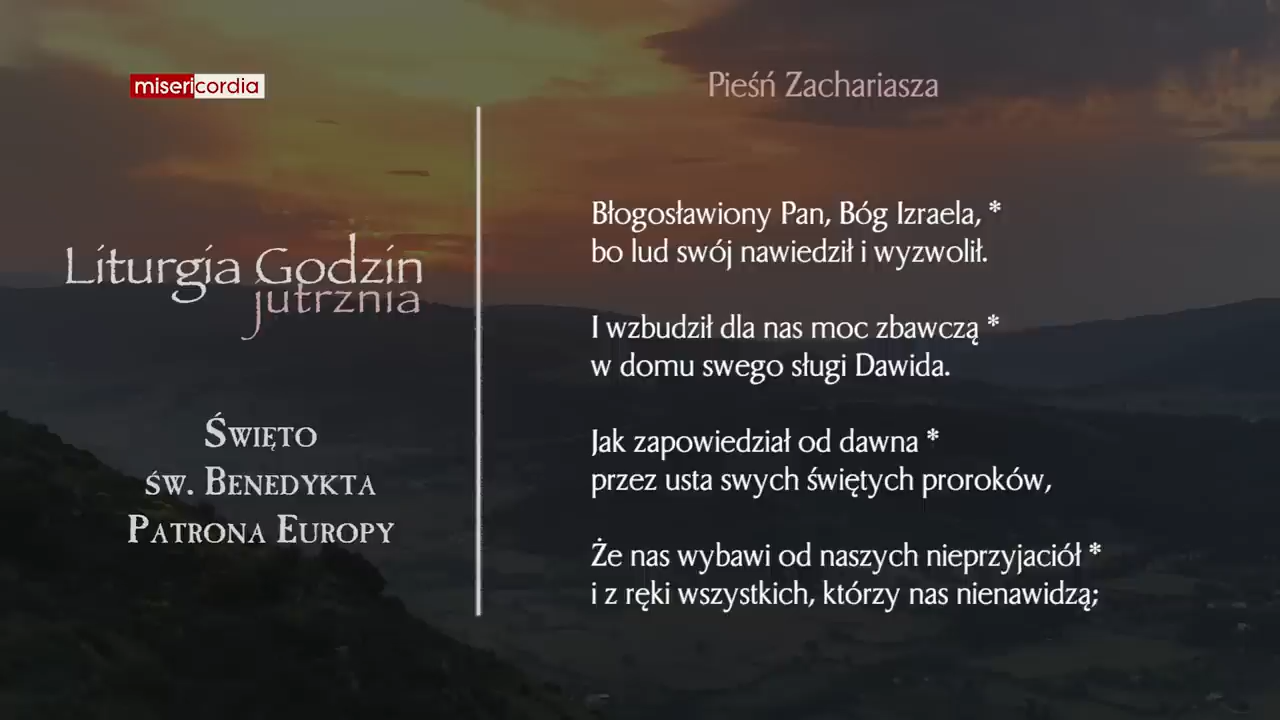 misericordia
Liturgia Godzin
jutrznia
Święto
św. Benedykta
Patrona Europy
Pieśń Zachariasza
Błogosławiony Pan, Bóg Izraela, *
bo lud swój nawiedził i wyzwolił.
I wzbudził dla nas moc zbawczą *
w domu swego sługi Dawida.
Jak zapowiedział od dawna *
przez usta swych świętych proroków,
Że nas wybawi od naszych nieprzyjaciół *
i z ręki wszystkich, którzy nas nienawidzą;